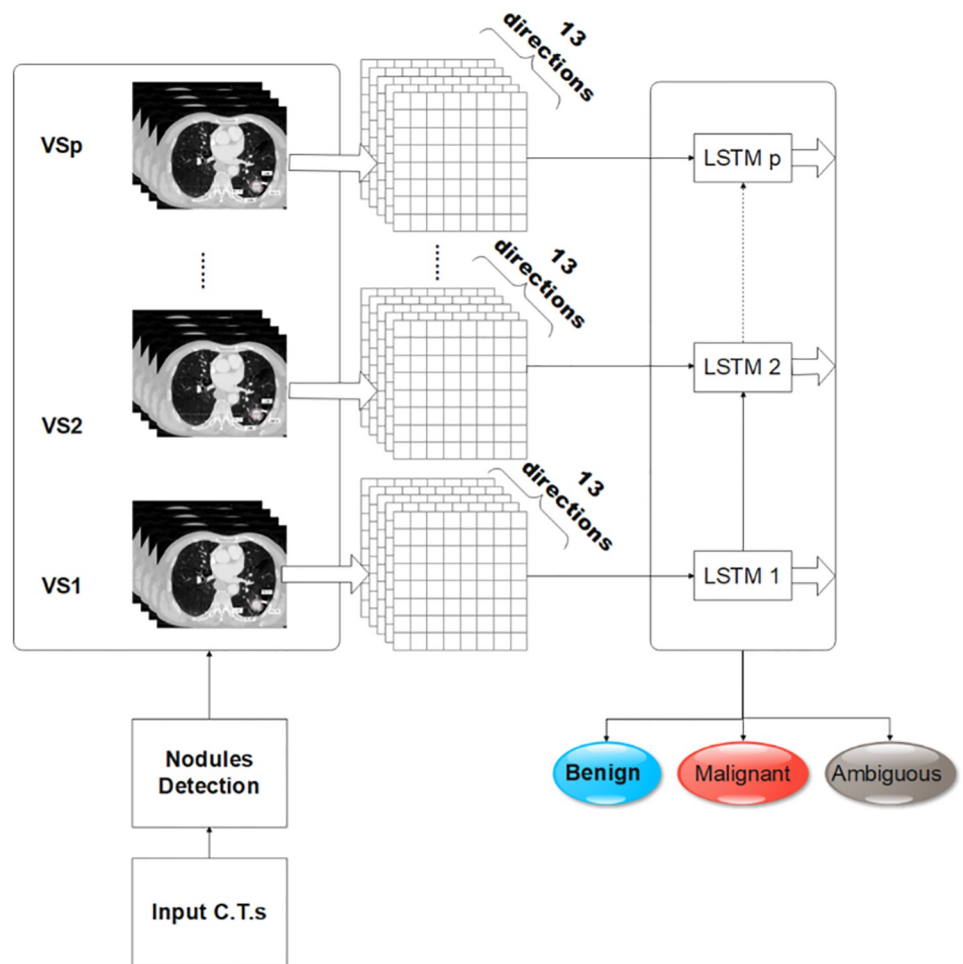 13
directions
VSp
LSTM p
13
directions
VS2
LSTM 2
13
directions
VS1
LSTM 1
Nodules
Detection
Benign
Malignant
Ambiguous
Input C.T.s